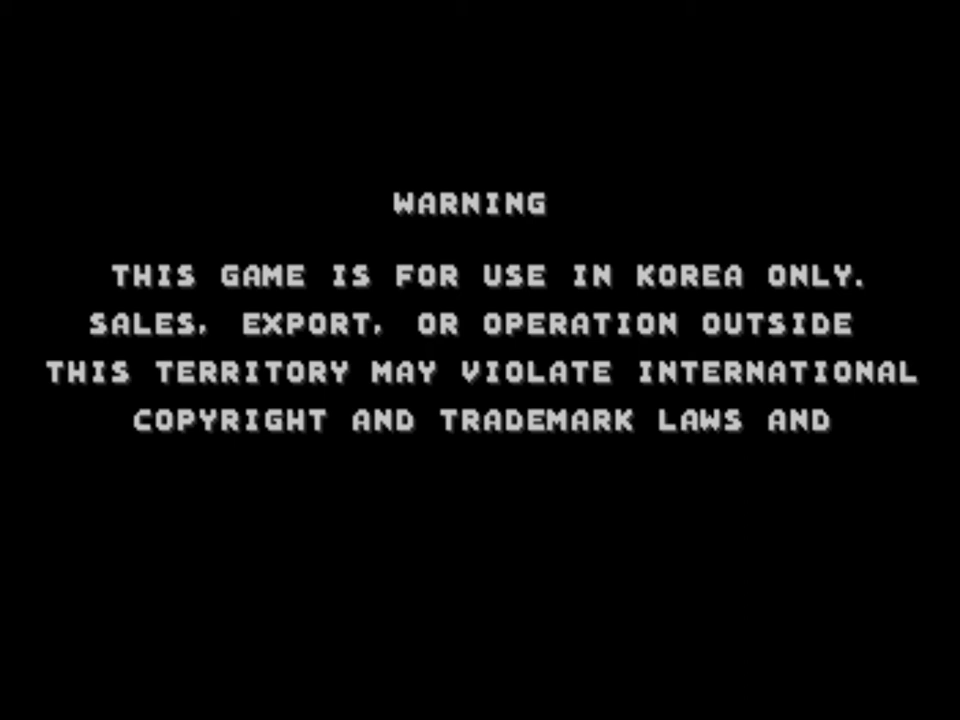 WARNING
THIS GAME IS FOR USE IN KOREA ONLY.
SALES, EXPORT, OR OPERATION OUTSIDE
THIS TERRITORY MAY VIOLATE INTERNATIONAL
COPYRIGHT AND TRADEMARK LAWS AND